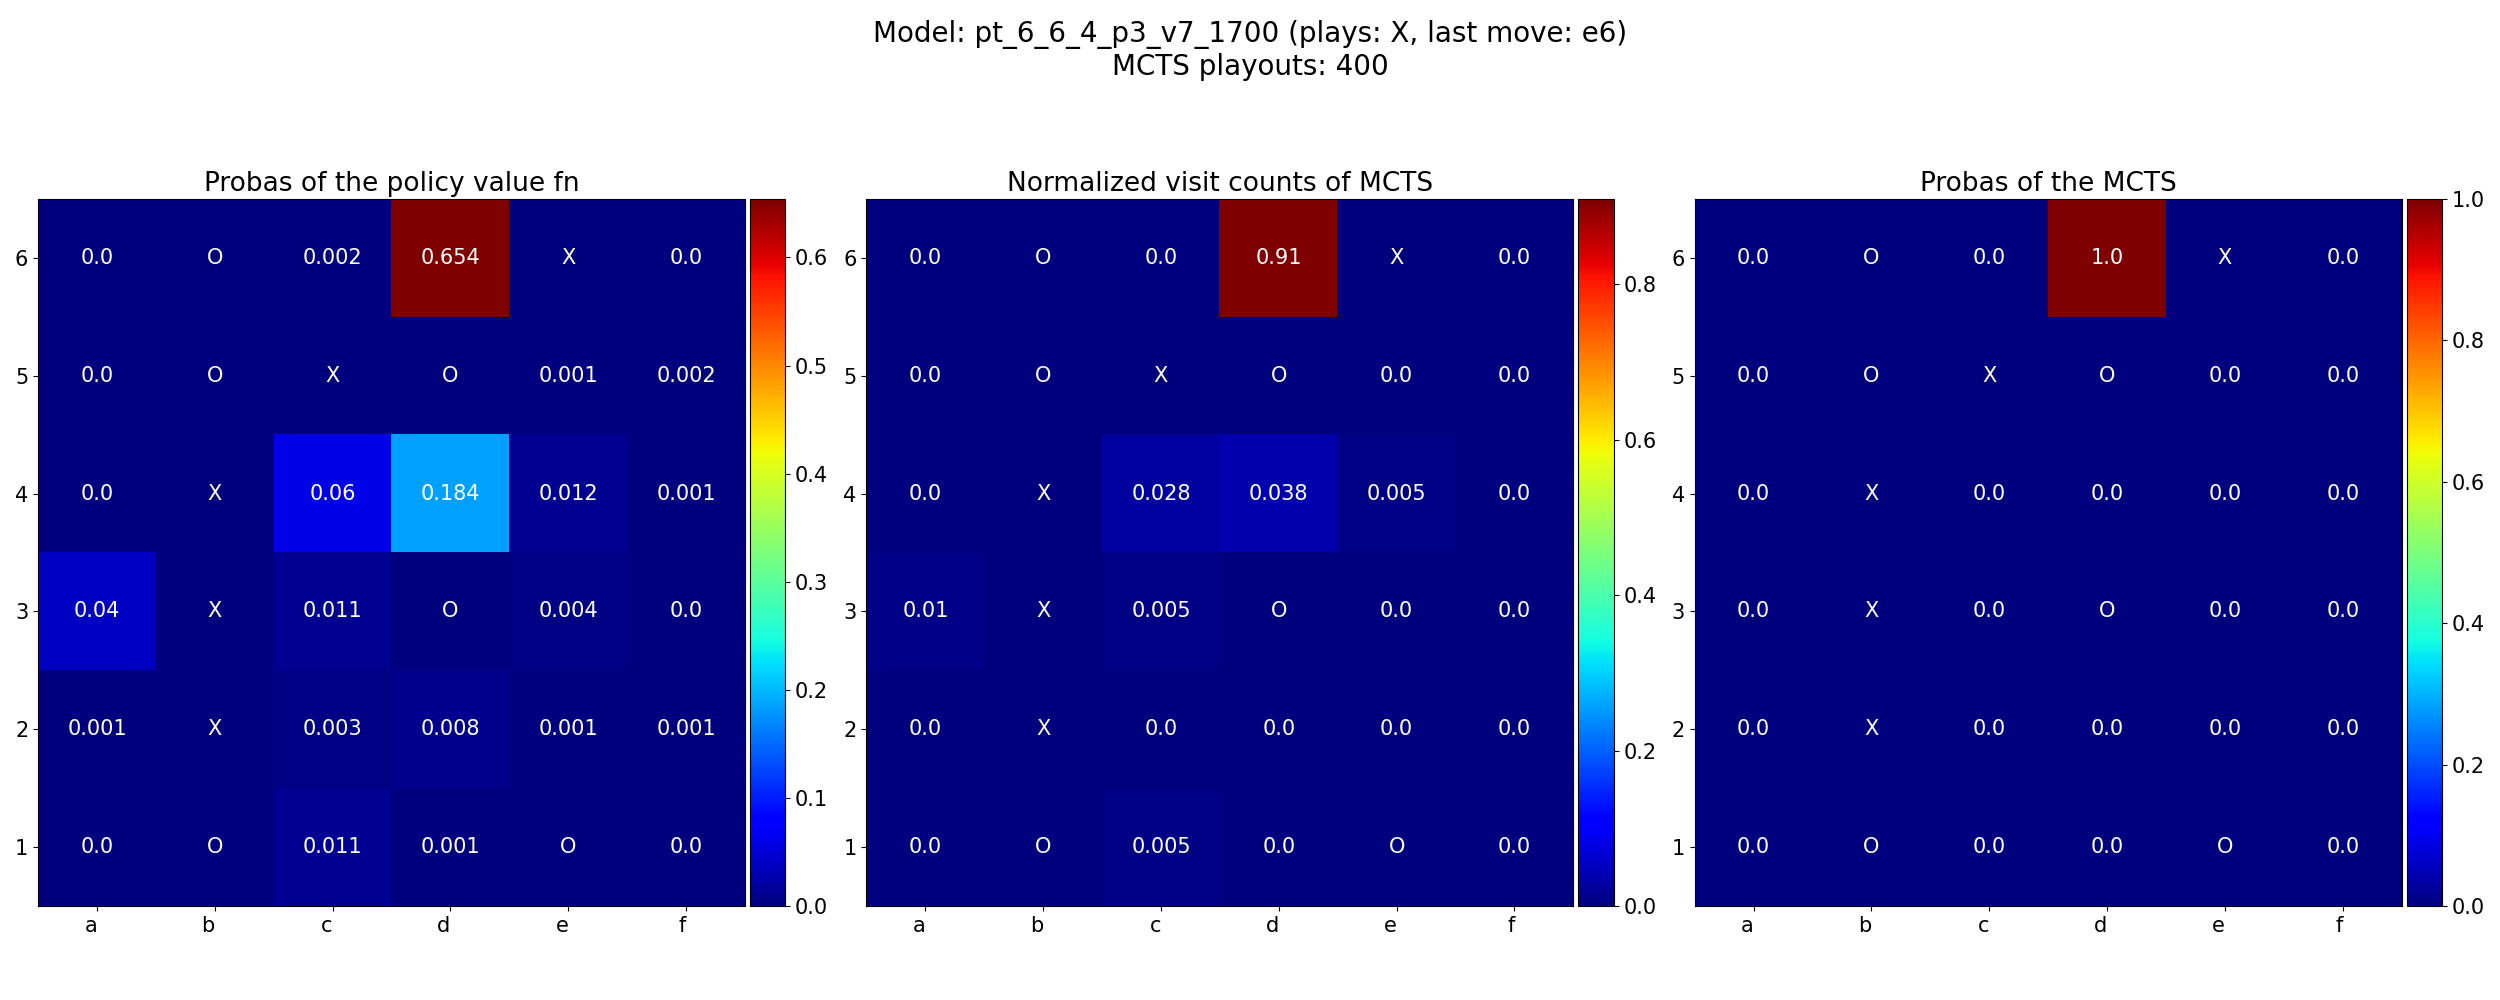 Model: pt_6_6_4_p3_v7_1700 (plays: X, last move: e6)
MCTS playouts: 400
Probas of the policy value fn
6 0.0 O 0.002 0.654 X 0.0
5 0.0 O X O 0.001 0.002
4 0.0 X 0.06 0.184 0.012 0.001
3 0.04 X 0.011 O 0.004 0.0
2 0.001 X 0.003 0.008 0.001 0.001
1 0.0 O 0.011 0.001 O 0.0
a b c d e f
0.6
0.5
0.4
0.3
0.2
0.1
0.0
Normalized visit counts of MCTS
6 0.0 O 0.0 0.91 X 0.0
5 0.0 O X O 0.0 0.0
4 0.0 X 0.028 0.038 0.005 0.0
3 0.01 X 0.005 O 0.0 0.0
2 0.0 X 0.0 0.0 0.0 0.0
1 0.0 O 0.005 0.0 O 0.0
a b c d e f
0.8
0.6
0.4
0.2
0.0
Probas of the MCTS
6 0.0 O 0.0 1.0 X 0.0
5 0.0 O X O 0.0 0.0
4 0.0 X 0.0 0.0 0.0 0.0
3 0.0 X 0.0 O 0.0 0.0
2 0.0 X 0.0 0.0 0.0 0.0
1 0.0 O 0.0 0.0 O 0.0
a b c d e f
1.0
0.8
0.6
0.4
0.2
0.0